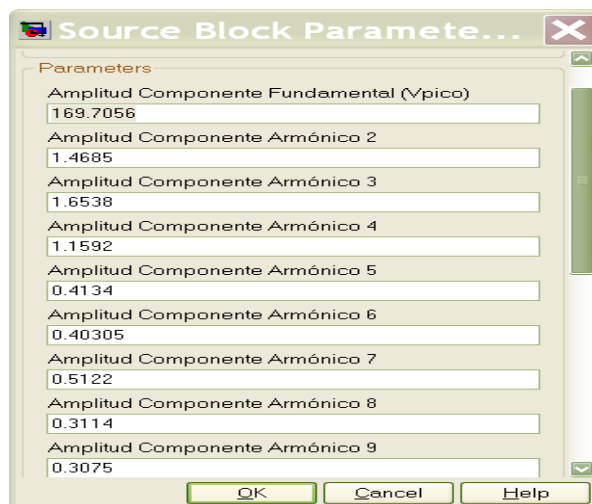 Source Block Paramete...
Parameters
Amplitud Componente Fundamental (Vpico)
169.7056
Amplitud Componente Armónico 2
1.4685
Amplitud Componente Armónico 3
1.6538
Amplitud Componente Armónico 4
1.1592
Amplitud Componente Armónico 5
0.4134
Amplitud Componente Armónico 6
0.40305
Amplitud Componente Armónico 7
0.5122
Amplitud Componente Armónico 8
0.3114
Amplitud Componente Armónico 9
0.3075
OK Cancel Help